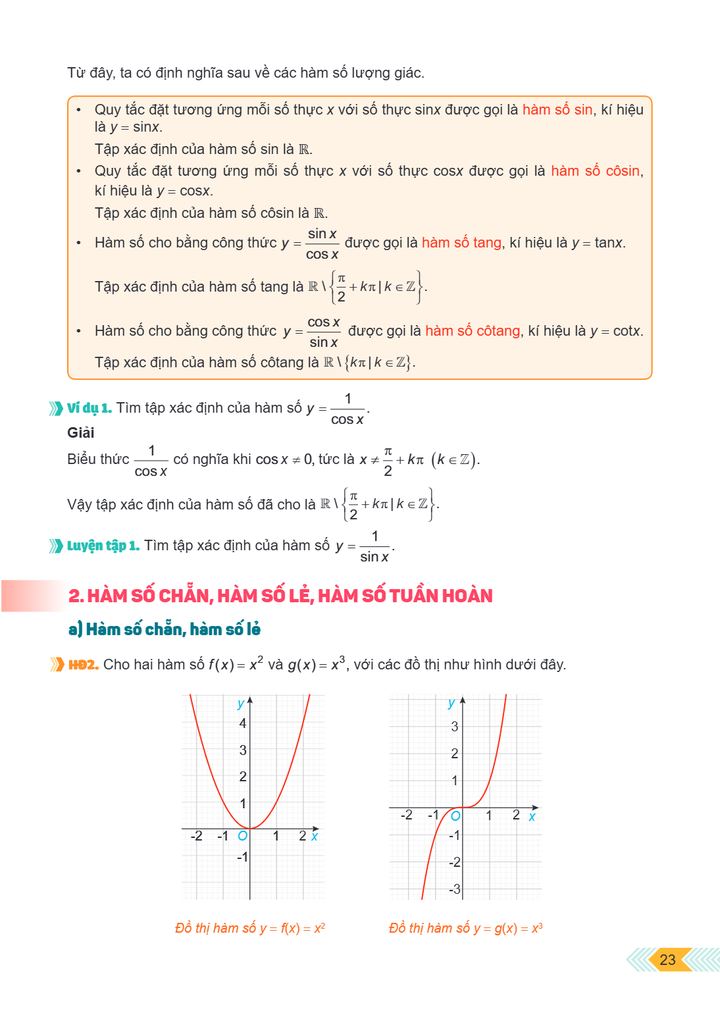 Từ đây, ta có định nghĩa sau về các hàm số lượng giác.
• Quy tắc đặt tương ứng mỗi số thực x với số thực sinx được gọi là hàm số sin, kí hiệu
là y = sinx.
Tập xác định của hàm số sin là ℝ.
• Quy tắc đặt tương ứng mỗi số thực x với số thực cosx được gọi là hàm số côsin,
kí hiệu là y = cosx.
Tập xác định của hàm số côsin là ℝ.
• Hàm số cho bằng công thức y = sin x / cos x được gọi là hàm số tang, kí hiệu là y = tanx.
Tập xác định của hàm số tang là ℝ \ {π/2 + kπ | k ∈ ℤ}.
• Hàm số cho bằng công thức y = cos x / sin x được gọi là hàm số côtang, kí hiệu là y = cotx.
Tập xác định của hàm số côtang là ℝ \ {kπ | k ∈ ℤ}.
Ví dụ 1. Tìm tập xác định của hàm số y = 1 / cos x.
Giải
Biểu thức 1 / cos x có nghĩa khi cos x ≠ 0, tức là x ≠ π/2 + kπ (k ∈ ℤ).
Vậy tập xác định của hàm số đã cho là ℝ \ {π/2 + kπ | k ∈ ℤ}.
Luyện tập 1. Tìm tập xác định của hàm số y = 1 / sin x.
2. HÀM SỐ CHẴN, HÀM SỐ LẺ, HÀM SỐ TUẦN HOÀN
a) Hàm số chẵn, hàm số lẻ
HĐ2. Cho hai hàm số f(x) = x² và g(x) = x³, với các đồ thị như hình dưới đây.
y
4
3
2
1
-2 -1 O 1 2 x
-1
y
3
2
1
-2 -1 O 1 2 x
-1
-2
-3
Đồ thị hàm số y = f(x) = x²
Đồ thị hàm số y = g(x) = x³
23